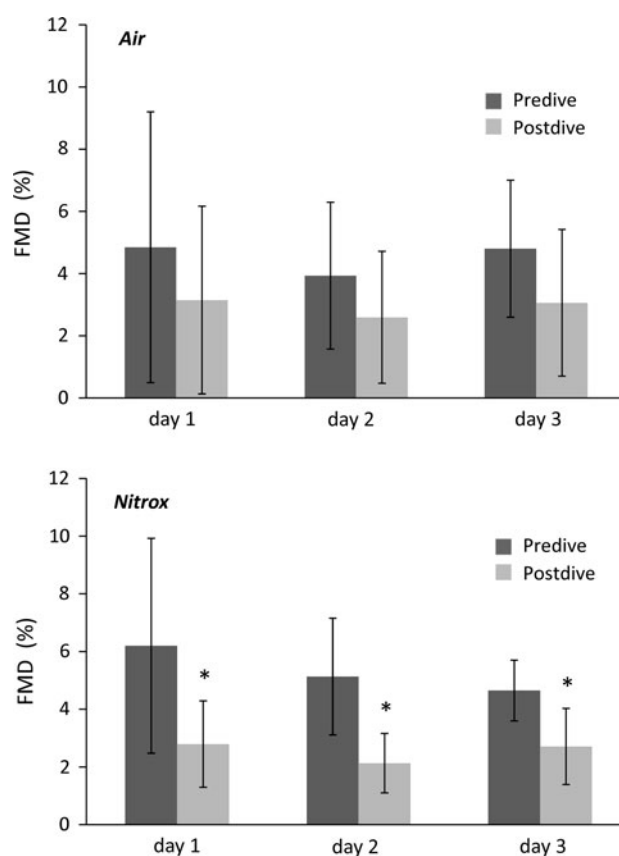 Air
Predive
Postdive
FMD (%)
12
10
8
6
4
2
0
day 1 day 2 day 3
Nitrox
Predive
Postdive
FMD (%)
12
10
8
6
4
2
0
* * *
day 1 day 2 day 3